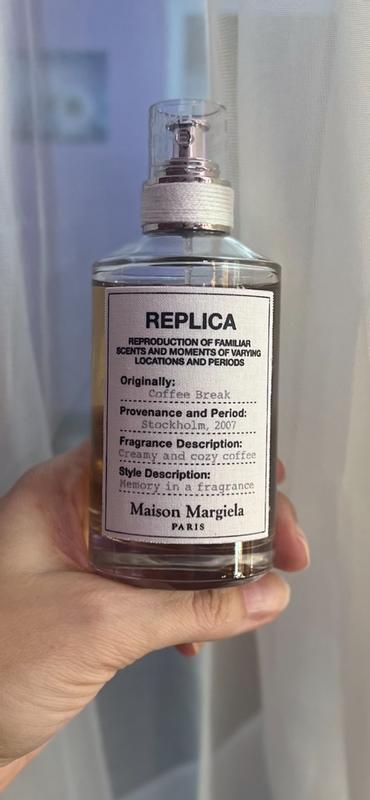 REPLICA
REPRODUCTION OF FAMILIAR
SCENTS AND MOMENTS OF VARYING
LOCATIONS AND PERIODS
Originally:
Coffee Break
Provenance and Period:
Stockholm, 2007
Fragrance Description:
Creamy and cozy coffee
Style Description:
Memory in a fragrance
Maison Margiela
PARIS